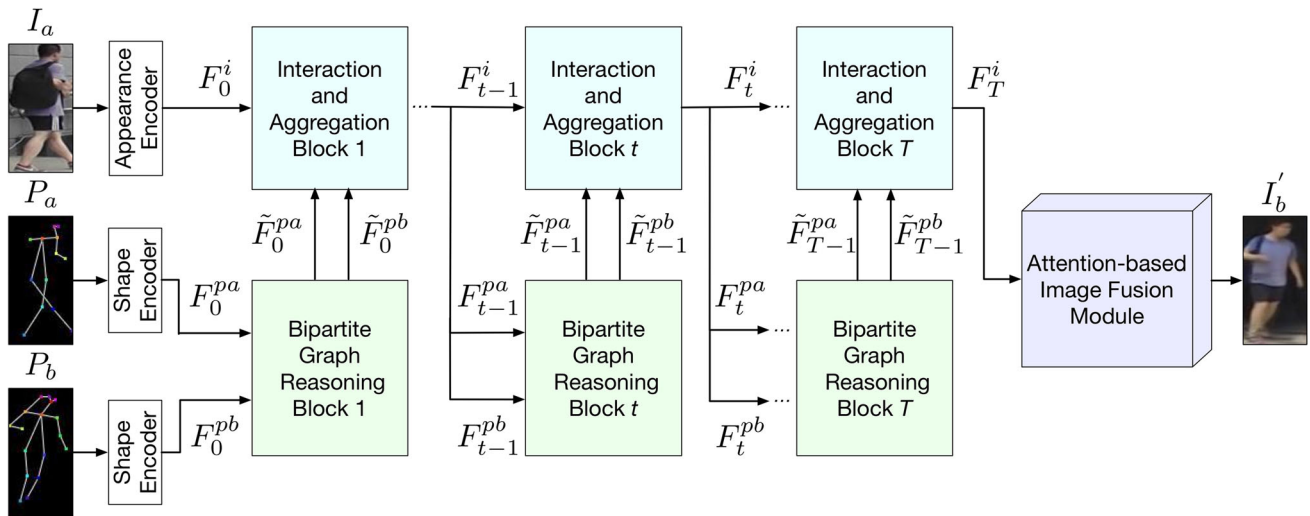 I_a
Appearance
Encoder
F_0^i
Interaction
and
Aggregation
Block 1
...
F_{t-1}^i
Interaction
and
Aggregation
Block t
F_t^i
...
Interaction
and
Aggregation
Block T
F_T^i
P_a
Shape
Encoder
F_0^{pa}
F̃_0^{pa}
F̃_0^{pb}
F̃_{t-1}^{pa}
F̃_{t-1}^{pb}
F̃_{T-1}^{pa}
F̃_{T-1}^{pb}
I_b^'
Bipartite
Graph
Reasoning
Block 1
F_{t-1}^{pa}
Bipartite
Graph
Reasoning
Block t
F_t^{pa}
...
Bipartite
Graph
Reasoning
Block T
Attention-based
Image Fusion
Module
P_b
Shape
Encoder
F_0^{pb}
F_{t-1}^{pb}
...
F_t^{pb}